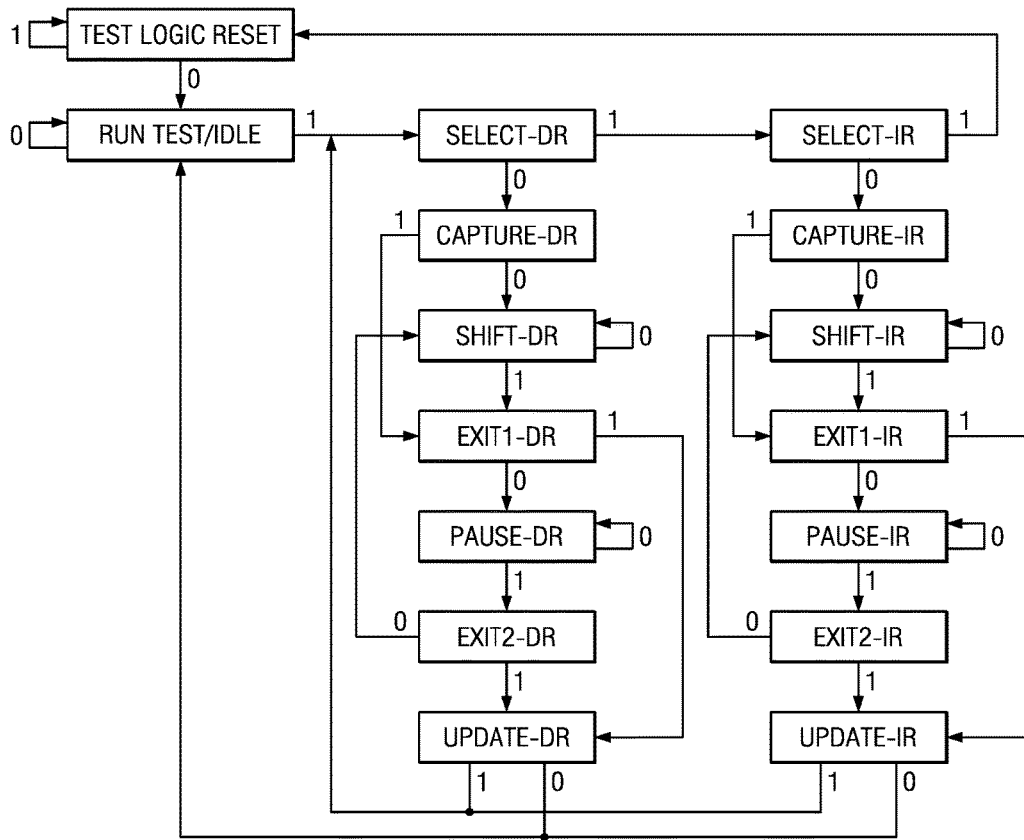 TEST LOGIC RESET
1
0
RUN TEST/IDLE
0
1
SELECT-DR
1
SELECT-IR
1
0
0
1
CAPTURE-DR
1
CAPTURE-IR
0
0
SHIFT-DR
0
SHIFT-IR
0
1
1
EXIT1-DR
1
EXIT1-IR
1
0
0
PAUSE-DR
0
PAUSE-IR
0
1
1
0
EXIT2-DR
0
EXIT2-IR
1
1
UPDATE-DR
UPDATE-IR
1
0
1
0